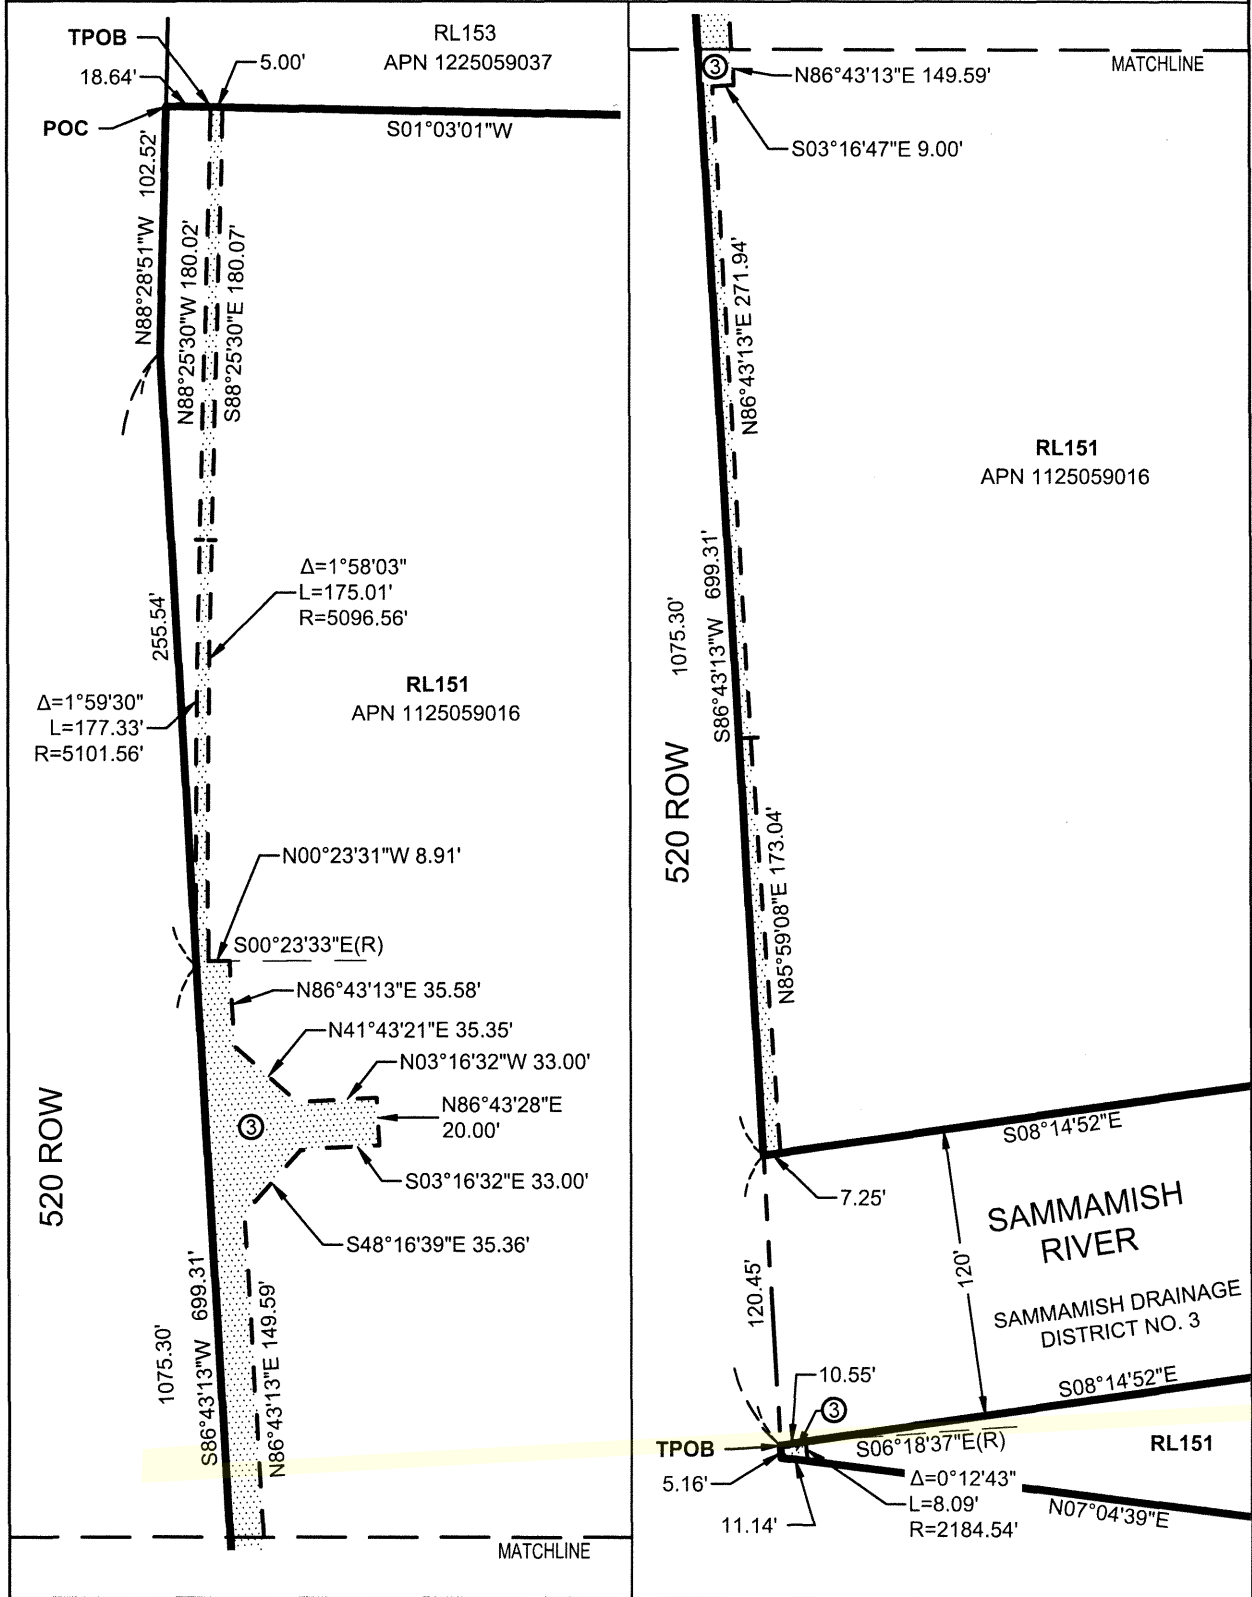 TPOB
18.64'
POC
5.00'
RL153
APN 1225059037
S01°03'01"W
N88°28'51"W 102.52'
N88°25'30"W 180.02'
S88°25'30"E 180.07'
255.54'
Δ=1°58'03"
L=175.01'
R=5096.56'
Δ=1°59'30"
L=177.33'
R=5101.56'
RL151
APN 1125059016
N00°23'31"W 8.91'
S00°23'33"E(R)
N86°43'13"E 35.58'
N41°43'21"E 35.35'
N03°16'32"W 33.00'
N86°43'28"E
20.00'
3
S03°16'32"E 33.00'
S48°16'39"E 35.36'
520 ROW
1075.30'
S86°43'13"W 699.31'
N86°43'13"E 149.59'
MATCHLINE
MATCHLINE
3
N86°43'13"E 149.59'
S03°16'47"E 9.00'
N86°43'13"E 271.94'
RL151
APN 1125059016
1075.30'
S86°43'13"W 699.31'
520 ROW
N85°59'08"E 173.04'
S08°14'52"E
7.25'
120.45'
120'
SAMMAMISH
RIVER
SAMMAMISH DRAINAGE
DISTRICT NO. 3
10.55'
3
S08°14'52"E
TPOB
S06°18'37"E(R)
RL151
5.16'
Δ=0°12'43"
L=8.09'
R=2184.54'
11.14'
N07°04'39"E